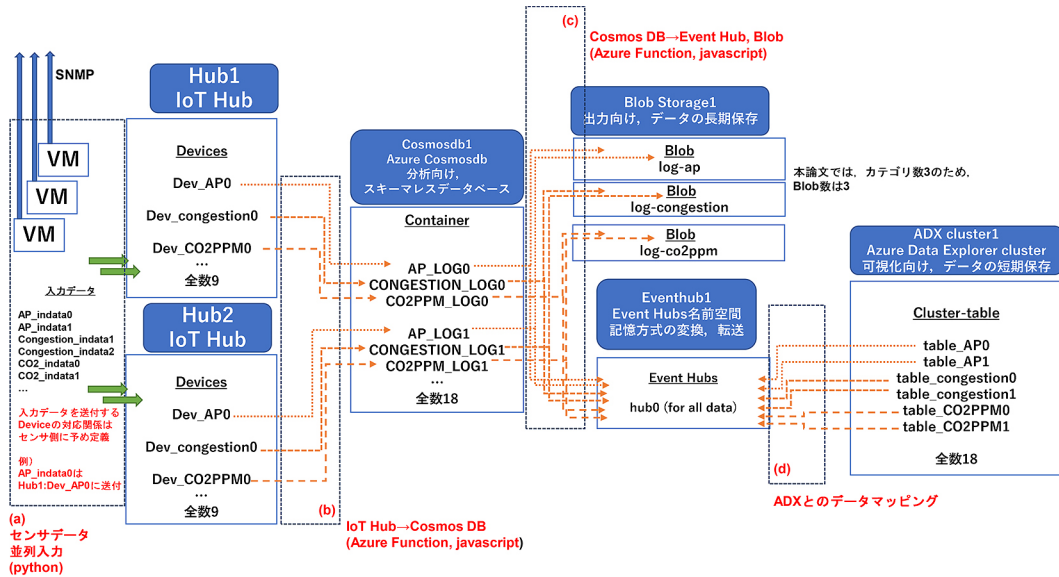 SNMP
VM
VM
VM
入力データ
AP_indata0
AP_indata1
Congestion_indata1
Congestion_indata2
CO2_indata0
CO2_indata1
…
入力データを送付する
Deviceの対応関係は
センサ側に予め定義
例）
AP_indata0は
Hub1:Dev_AP0に送付
(a)
センサデータ
並列入力
(python)
Hub1
IoT Hub
Devices
Dev_AP0
Dev_congestion0
Dev_CO2PPM0
…
全数9
Hub2
IoT Hub
Devices
Dev_AP0
Dev_congestion0
Dev_CO2PPM0
…
全数9
(b)
IoT Hub→Cosmos DB
(Azure Function, javascript)
Cosmosdb1
Azure Cosmosdb
分析向け，
スキーマレスデータベース
Container
AP_LOG0
CONGESTION_LOG0
CO2PPM_LOG0
AP_LOG1
CONGESTION_LOG1
CO2PPM_LOG1
…
全数18
(c)
Cosmos DB→Event Hub, Blob
(Azure Function, javascript)
Blob Storage1
出力向け，データの長期保存
Blob
log-ap
Blob
log-congestion
Blob
log-co2ppm
本論文では，カテゴリ数3のため，
Blob数は3
Eventhub1
Event Hubs名前空間
記憶方式の変換，転送
Event Hubs
hub0 (for all data)
(d)
ADXとのデータマッピング
ADX cluster1
Azure Data Explorer cluster
可視化向け，データの短期保存
Cluster-table
table_AP0
table_AP1
table_congestion0
table_congestion1
table_CO2PPM0
table_CO2PPM1
全数18